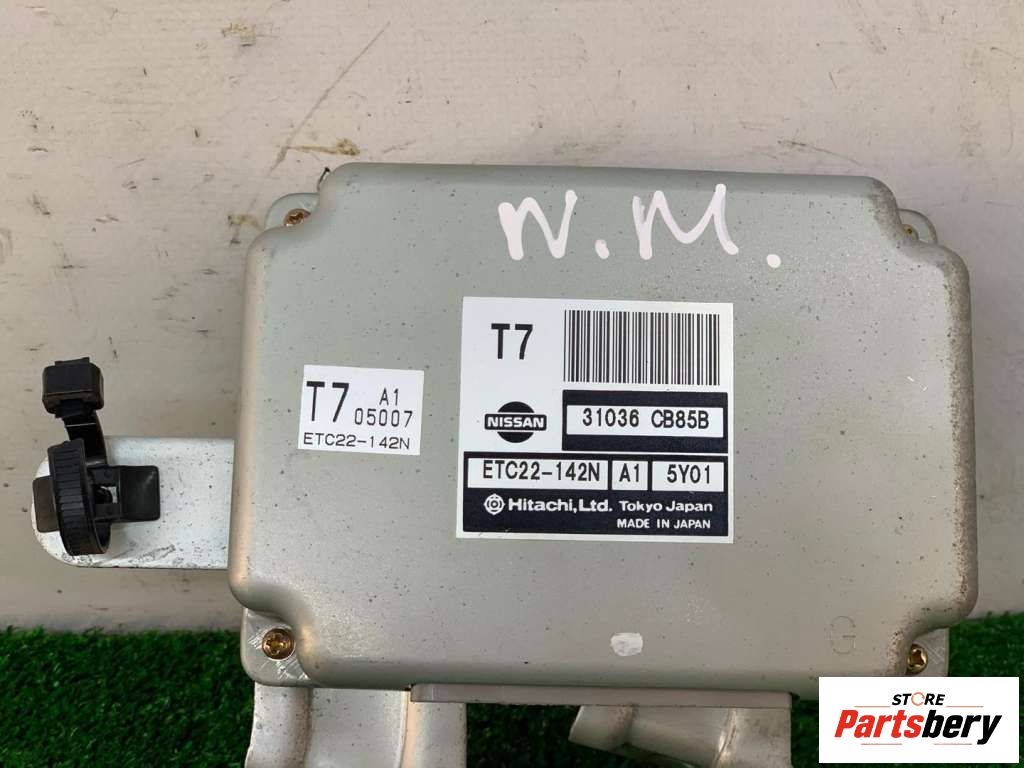 N.M.
T7
NISSAN
31036 CB85B
ETC22-142N A1 5Y01
Hitachi, Ltd. Tokyo Japan
MADE IN JAPAN
T7 A1
05007
ETC22-142N
G
STORE
Partsbery